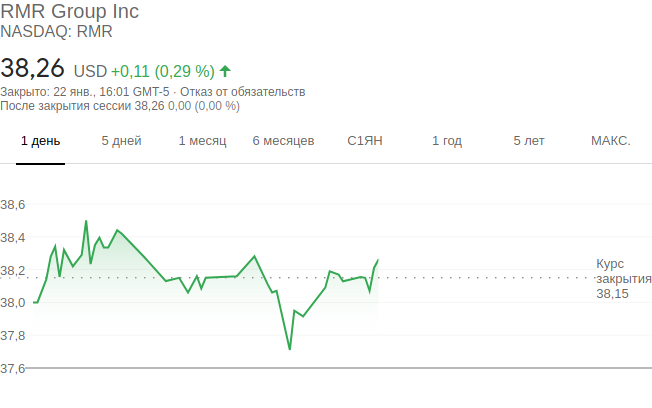 RMR Group Inc
NASDAQ: RMR
38,26 USD +0,11 (0,29 %)
Закрыто: 22 янв., 16:01 GMT-5 · Отказ от обязательств
После закрытия сессии 38,26 0,00 (0,00 %)
1 день 5 дней 1 месяц 6 месяцев С1ЯН 1 год 5 лет МАКС.
38,6
38,4
38,2
38,0
37,8
37,6
Курс
закрытия
38,15